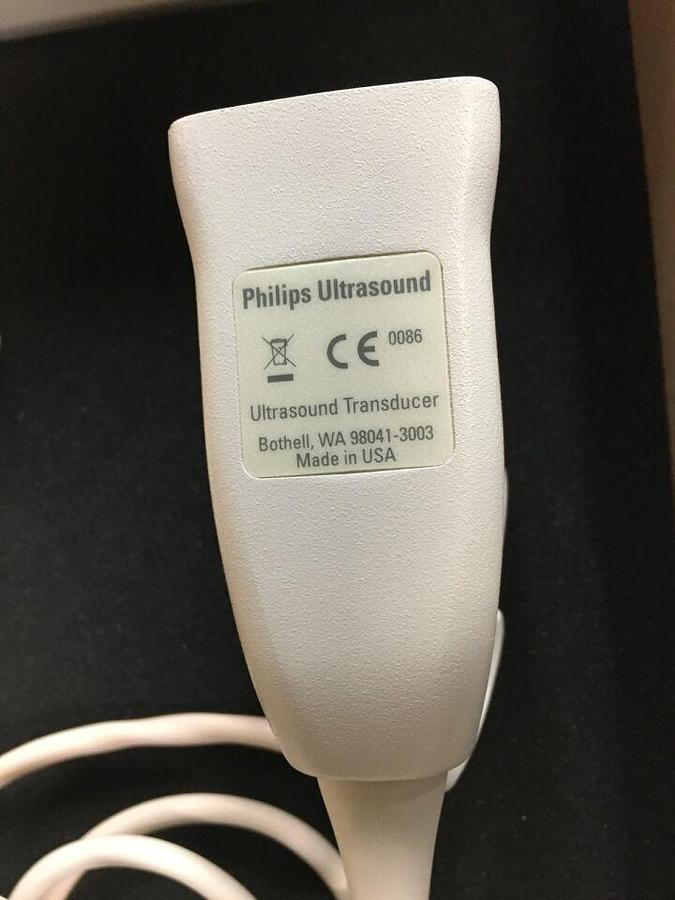 Philips Ultrasound
CE 0086
Ultrasound Transducer
Bothell, WA 98041-3003
Made in USA